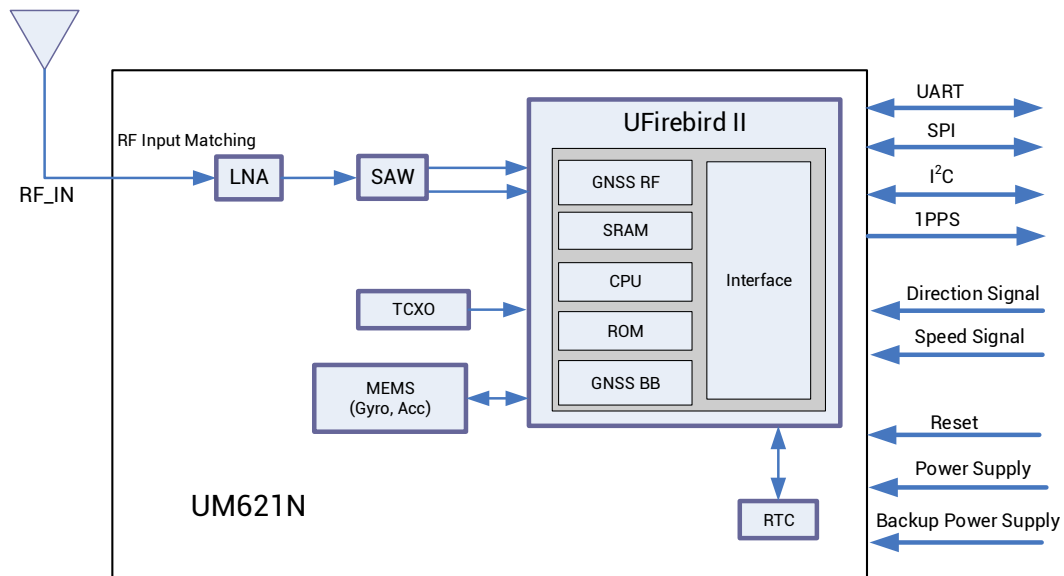 UFirebird II
RF Input Matching
RF_IN
LNA
SAW
GNSS RF
SRAM
CPU
ROM
GNSS BB
Interface
TCXO
MEMS
(Gyro, Acc)
RTC
UM621N
UART
SPI
I²C
1PPS
Direction Signal
Speed Signal
Reset
Power Supply
Backup Power Supply